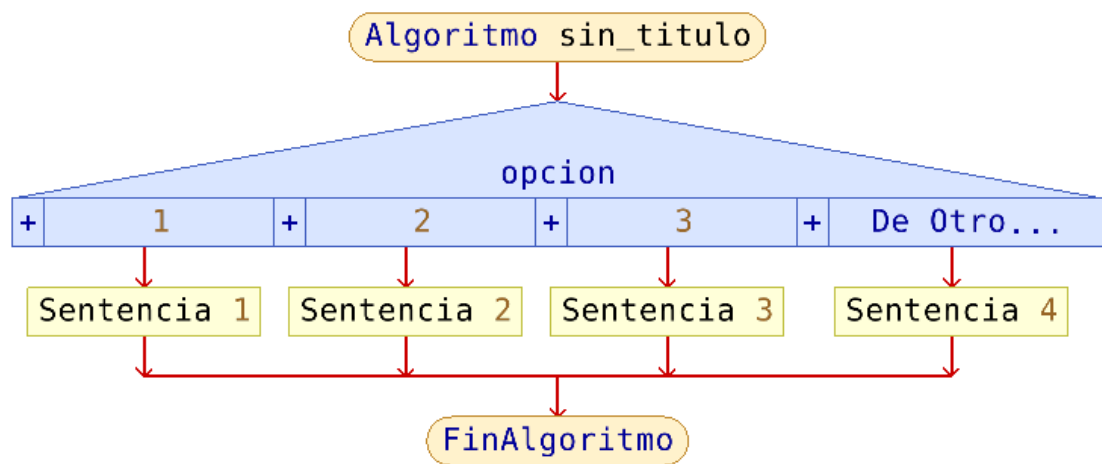 Algoritmo sin_titulo
opcion
+ 1 + 2 + 3 + De Otro...
Sentencia 1 Sentencia 2 Sentencia 3 Sentencia 4
FinAlgoritmo